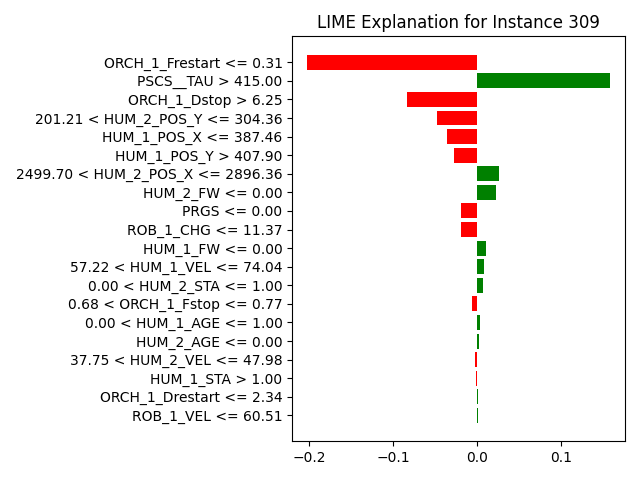 LIME Explanation for Instance 309
ORCH_1_Frestart <= 0.31
PSCS__TAU > 415.00
ORCH_1_Dstop > 6.25
201.21 < HUM_2_POS_Y <= 304.36
HUM_1_POS_X <= 387.46
HUM_1_POS_Y > 407.90
2499.70 < HUM_2_POS_X <= 2896.36
HUM_2_FW <= 0.00
PRGS <= 0.00
ROB_1_CHG <= 11.37
HUM_1_FW <= 0.00
57.22 < HUM_1_VEL <= 74.04
0.00 < HUM_2_STA <= 1.00
0.68 < ORCH_1_Fstop <= 0.77
0.00 < HUM_1_AGE <= 1.00
HUM_2_AGE <= 0.00
37.75 < HUM_2_VEL <= 47.98
HUM_1_STA > 1.00
ORCH_1_Drestart <= 2.34
ROB_1_VEL <= 60.51
−0.2 −0.1 0.0 0.1